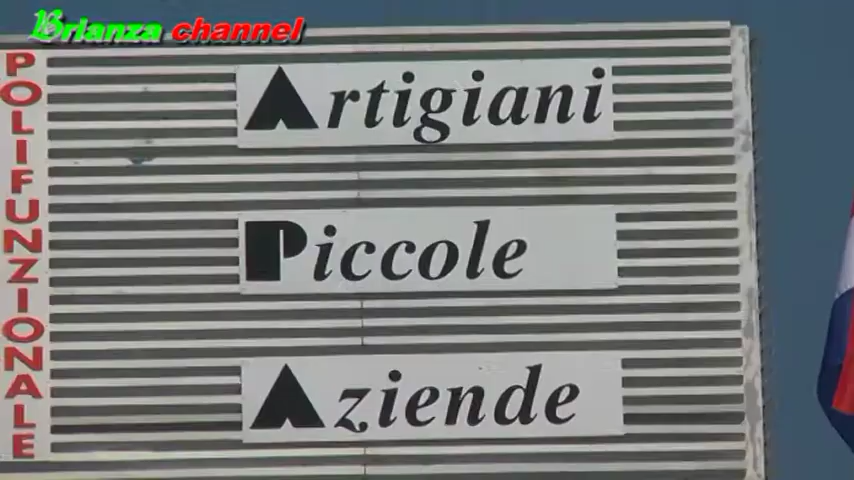 Brianza channel
POLIFUNZIONALE
Artigiani
Piccole
Aziende